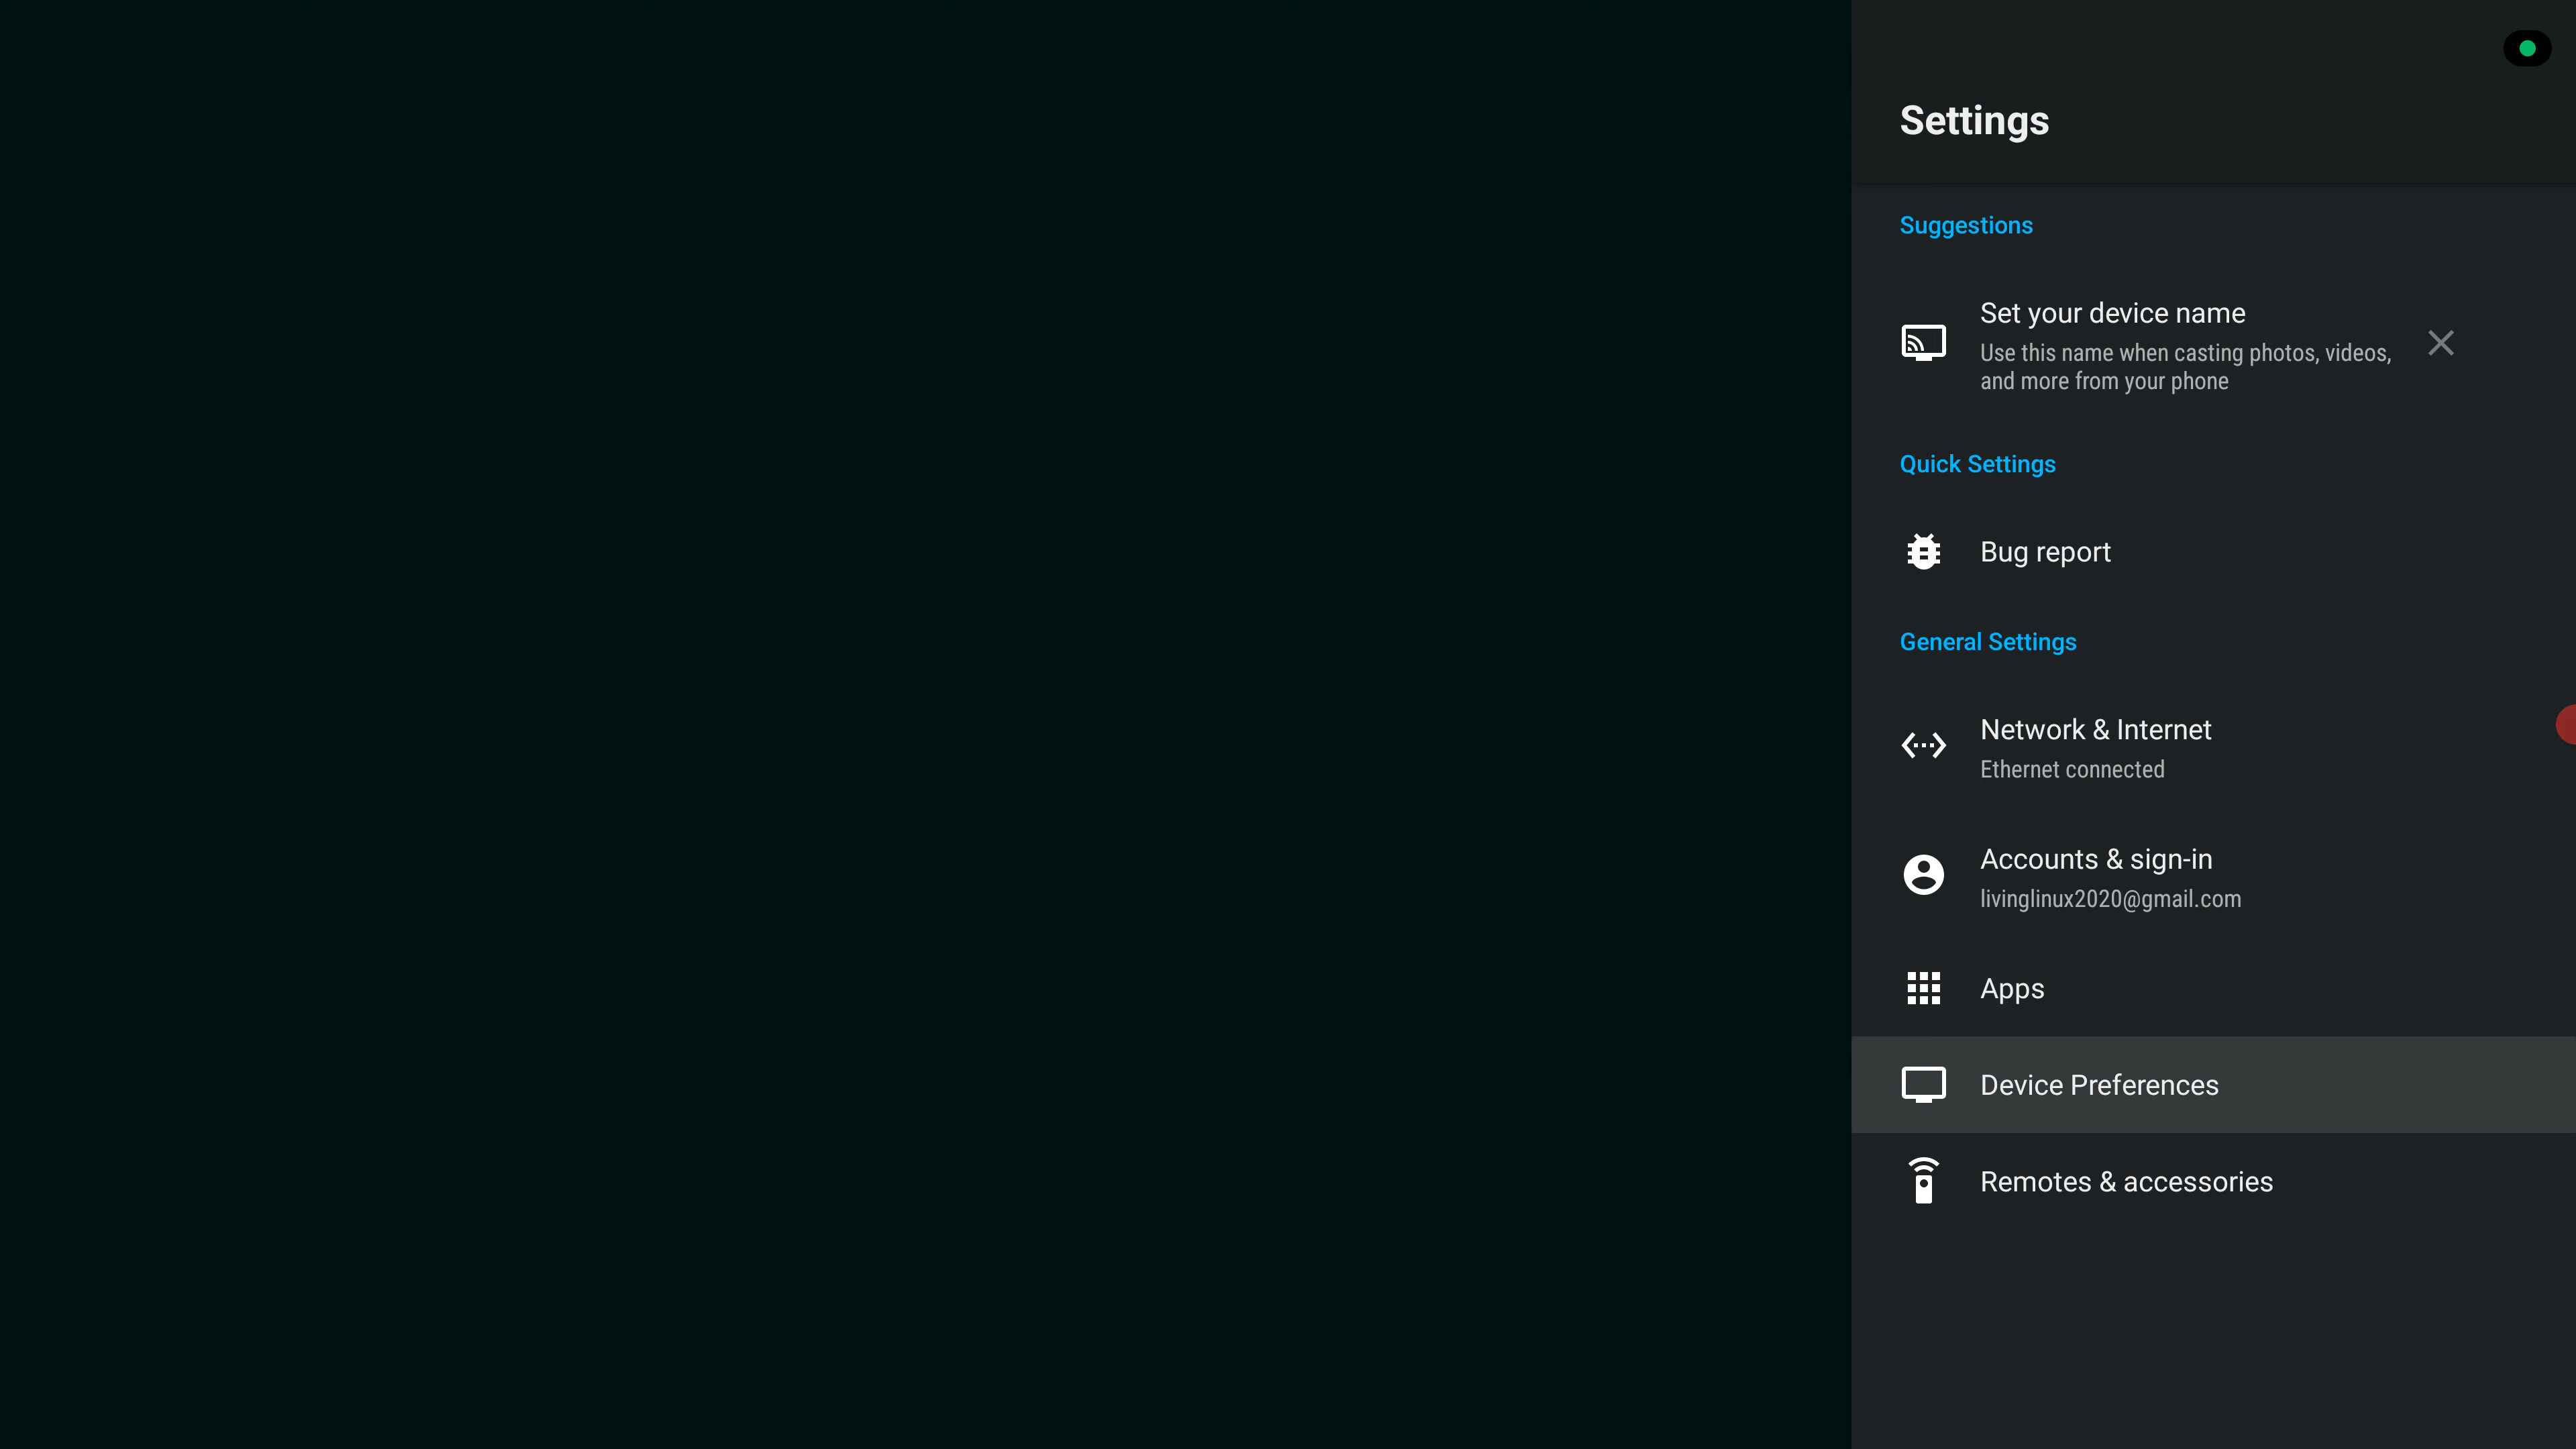 Settings
Suggestions
Set your device name
Use this name when casting photos, videos,
and more from your phone
Quick Settings
Bug report
General Settings
Network & Internet
Ethernet connected
Accounts & sign-in
livinglinux2020@gmail.com
Apps
Device Preferences
Remotes & accessories